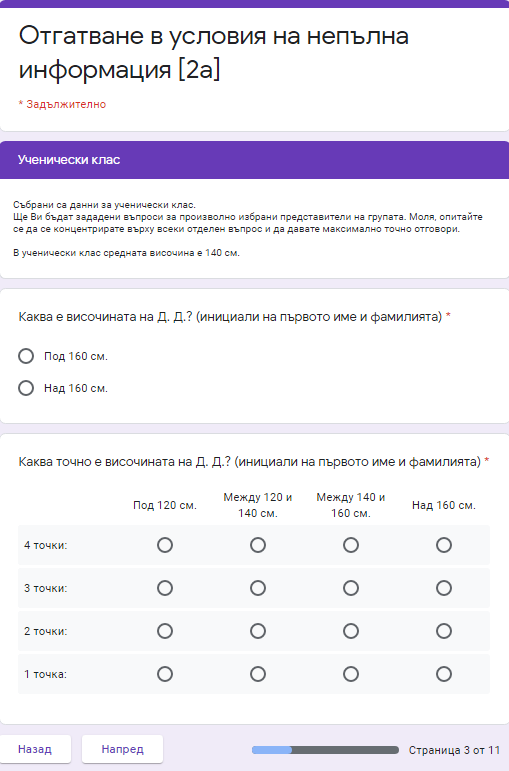 Отгатване в условия на непълна
информация [2а]
* Задължително
Ученически клас
Събрани са данни за ученически клас.
Ще Ви бъдат зададени въпроси за произволно избрани представители на групата. Моля, опитайте
се да се концентрирате върху всеки отделен въпрос и да давате максимално точно отговори.
В ученически клас средната височина е 140 см.
Каква е височината на Д. Д.? (инициали на първото име и фамилията) *
Под 160 см.
Над 160 см.
Каква точно е височината на Д. Д.? (инициали на първото име и фамилията) *
Под 120 см.
Между 120 и
140 см.
Между 140 и
160 см.
Над 160 см.
4 точки:
3 точки:
2 точки:
1 точка:
Назад
Напред
Страница 3 от 11